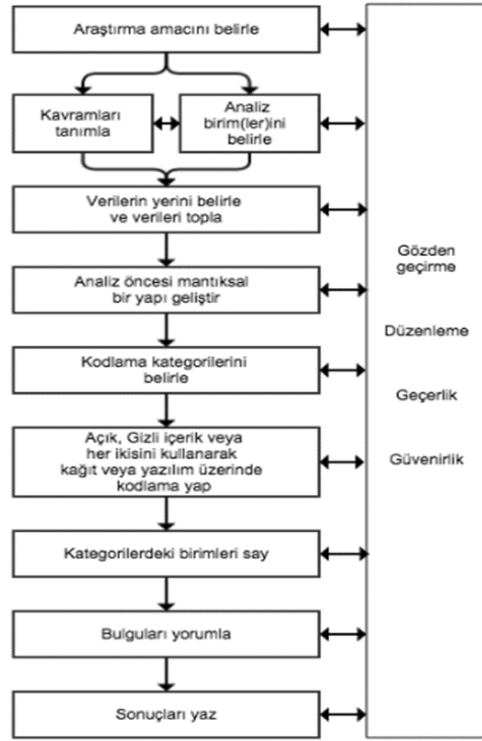 Araştırma amacını belirle
Kavramları
tanımla
Analiz
birim(ler)ini
belirle
Verilerin yerini belirle
ve verileri topla
Analiz öncesi mantıksal
bir yapı geliştir
Kodlama kategorilerini
belirle
Açık, Gizli içerik veya
her ikisini kullanarak
kağıt veya yazılım üzerinde
kodlama yap
Kategorilerdeki birimleri say
Bulguları yorumla
Sonuçları yaz
Gözden
geçirme
Düzenleme
Geçerlik
Güvenirlik